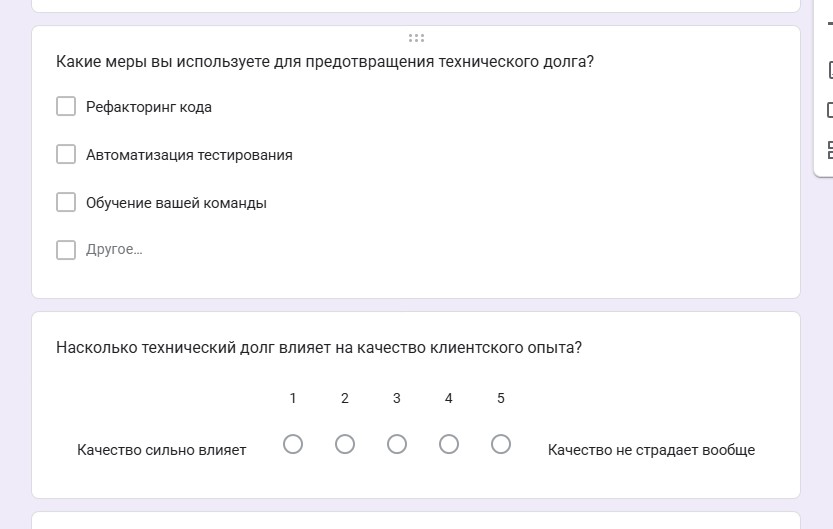 Какие меры вы используете для предотвращения технического долга?
Рефакторинг кода
Автоматизация тестирования
Обучение вашей команды
Другое…
Насколько технический долг влияет на качество клиентского опыта?
1 2 3 4 5
Качество сильно влияет Качество не страдает вообще